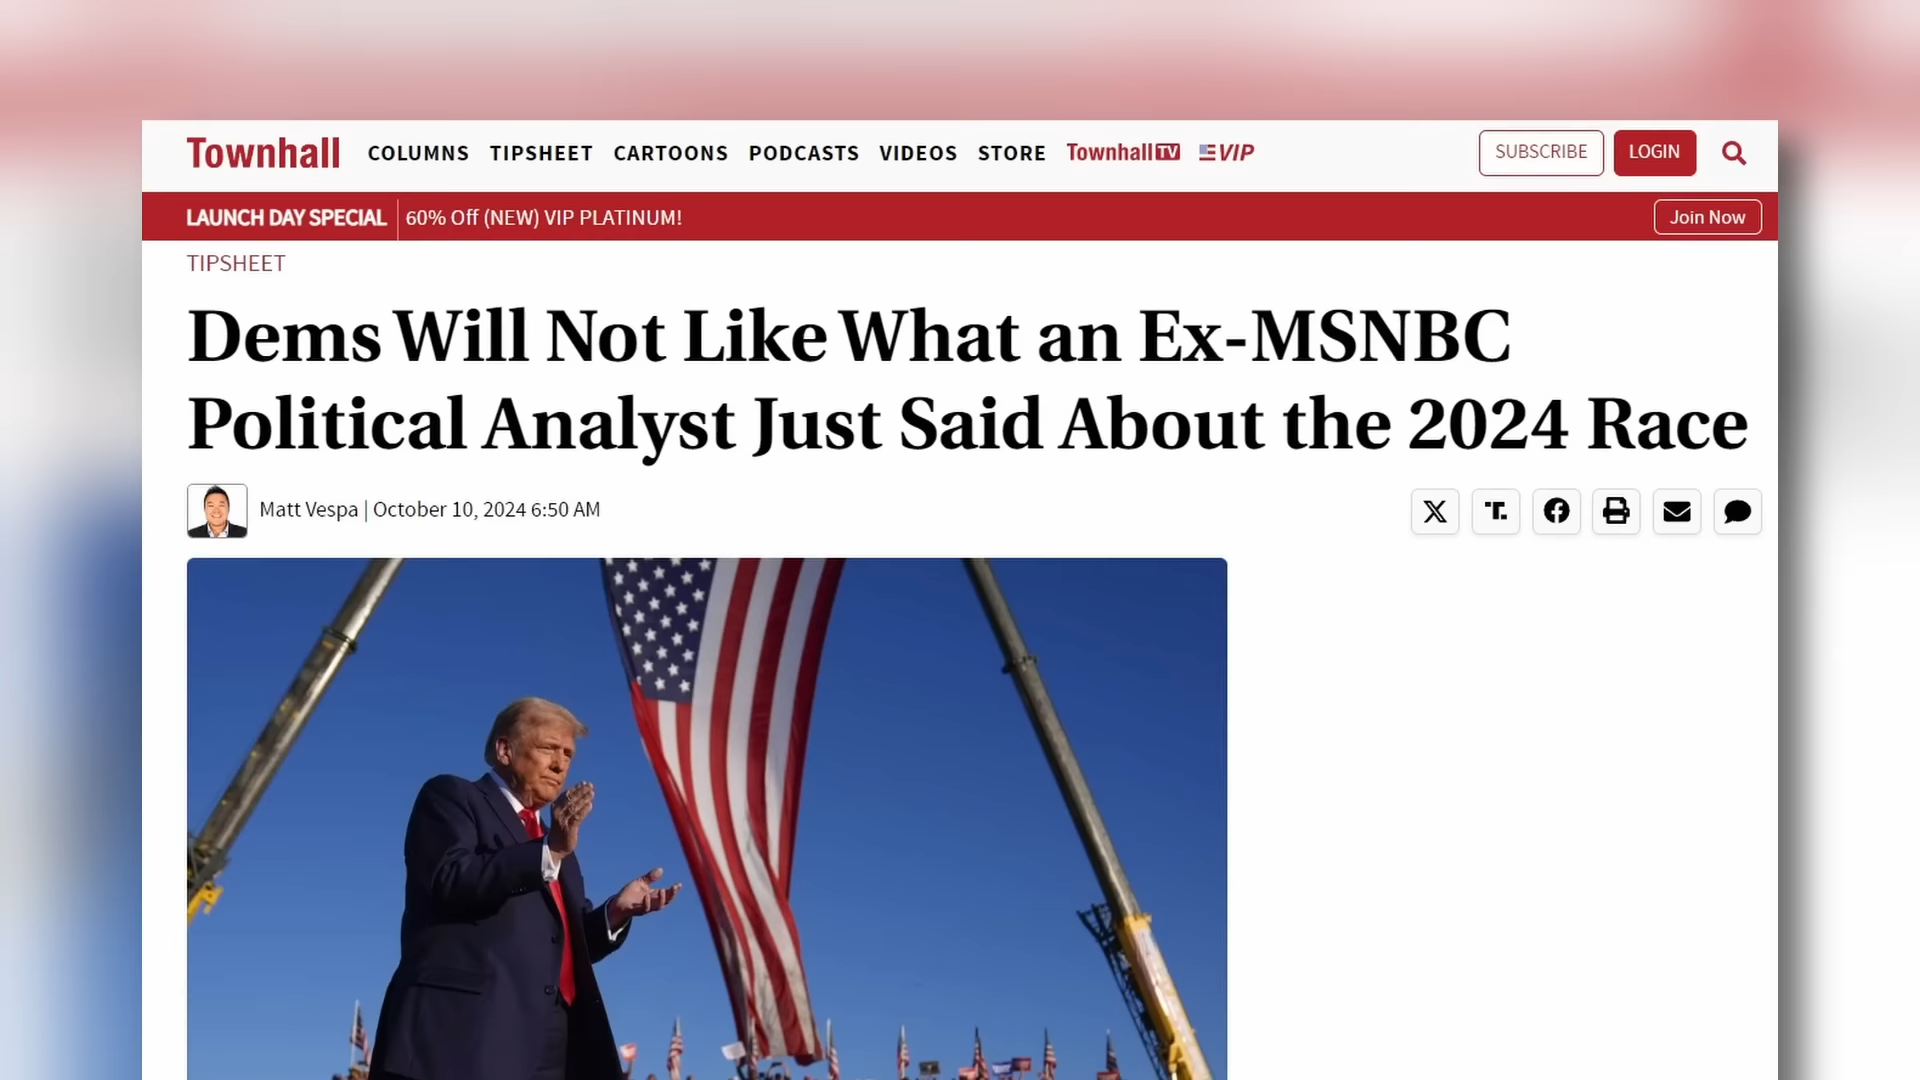 Townhall COLUMNS TIPSHEET CARTOONS PODCASTS VIDEOS STORE Townhall TV VIP SUBSCRIBE LOGIN
LAUNCH DAY SPECIAL 60% Off (NEW) VIP PLATINUM! Join Now
TIPSHEET
Dems Will Not Like What an Ex-MSNBC
Political Analyst Just Said About the 2024 Race
Matt Vespa | October 10, 2024 6:50 AM